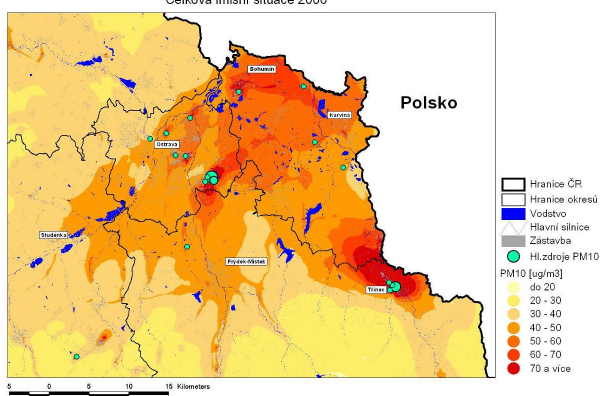 Celková imisní situace 2006
Bohumín
Polsko
Karviná
Ostrava
Studénka
Frýdek-Místek
Třinec
Hranice ČR
Hranice okresů
Vodstvo
Hlavní silnice
Zástavba
Hl.zdroje PM10
PM10 [ug/m3]
do 20
20 - 30
30 - 40
40 - 50
50 - 60
60 - 70
70 a více
5 0 5 10 15 Kilometers